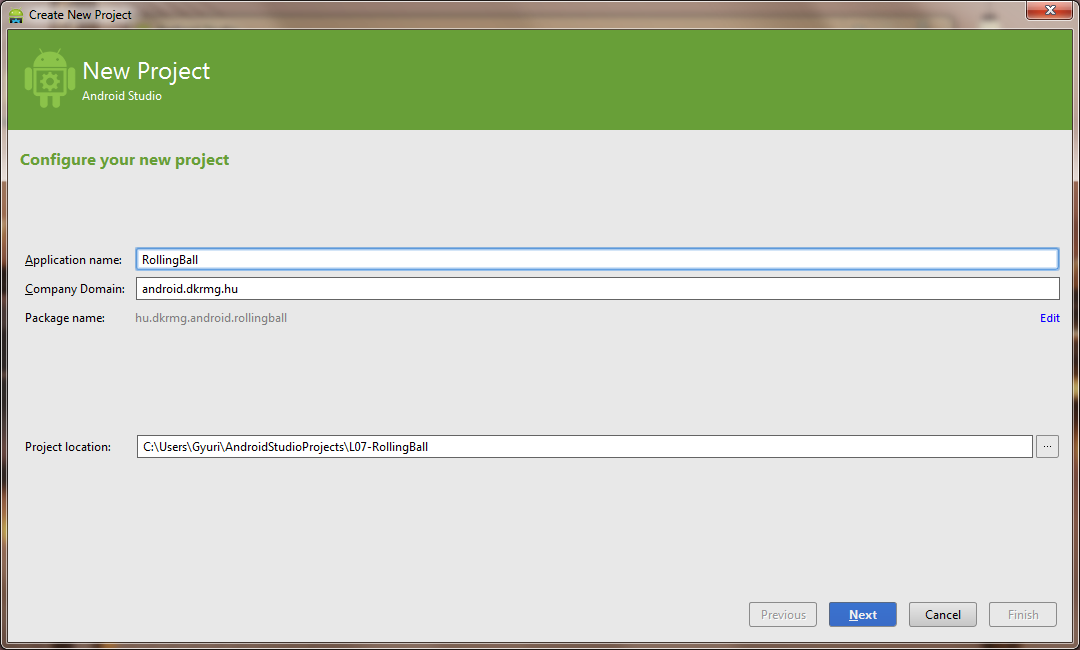 Create New Project
New Project
Android Studio
Configure your new project
Application name: RollingBall
Company Domain: android.dkrmg.hu
Package name: hu.dkrmg.android.rollingball Edit
Project location: C:\Users\Gyuri\AndroidStudioProjects\L07-RollingBall ...
Previous Next Cancel Finish